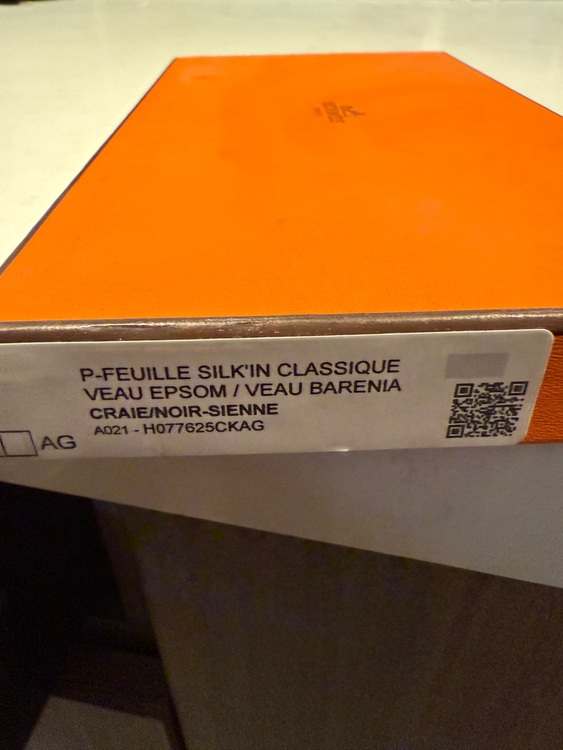 P-FEUILLE SILK'IN CLASSIQUE
VEAU EPSOM / VEAU BARENIA
CRAIE/NOIR-SIENNE
A021 - H077625CKAG
AG